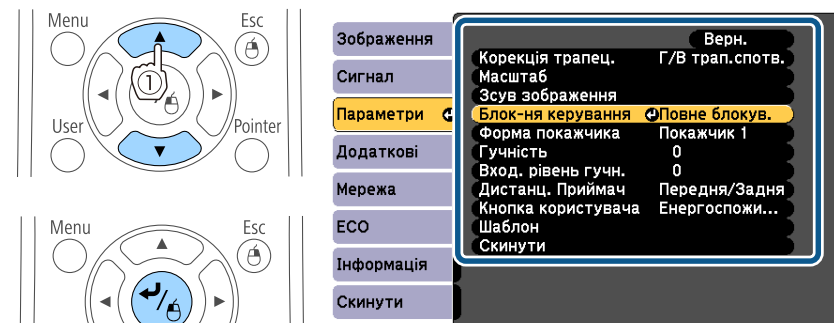 Menu
Esc
1
User
Pointer
Menu
Esc
Зображення
Сигнал
Параметри
Додаткові
Мережа
ECO
Інформація
Скинути
Верн.
Корекція трапец. Г/В трап.спотв.
Масштаб
Зсув зображення
Блок-ня керування Повне блокув.
Форма покажчика Покажчик 1
Гучність 0
Вход. рівень гучн. 0
Дистанц. Приймач Передня/Задня
Кнопка користувача Енергоспожи...
Шаблон
Скинути